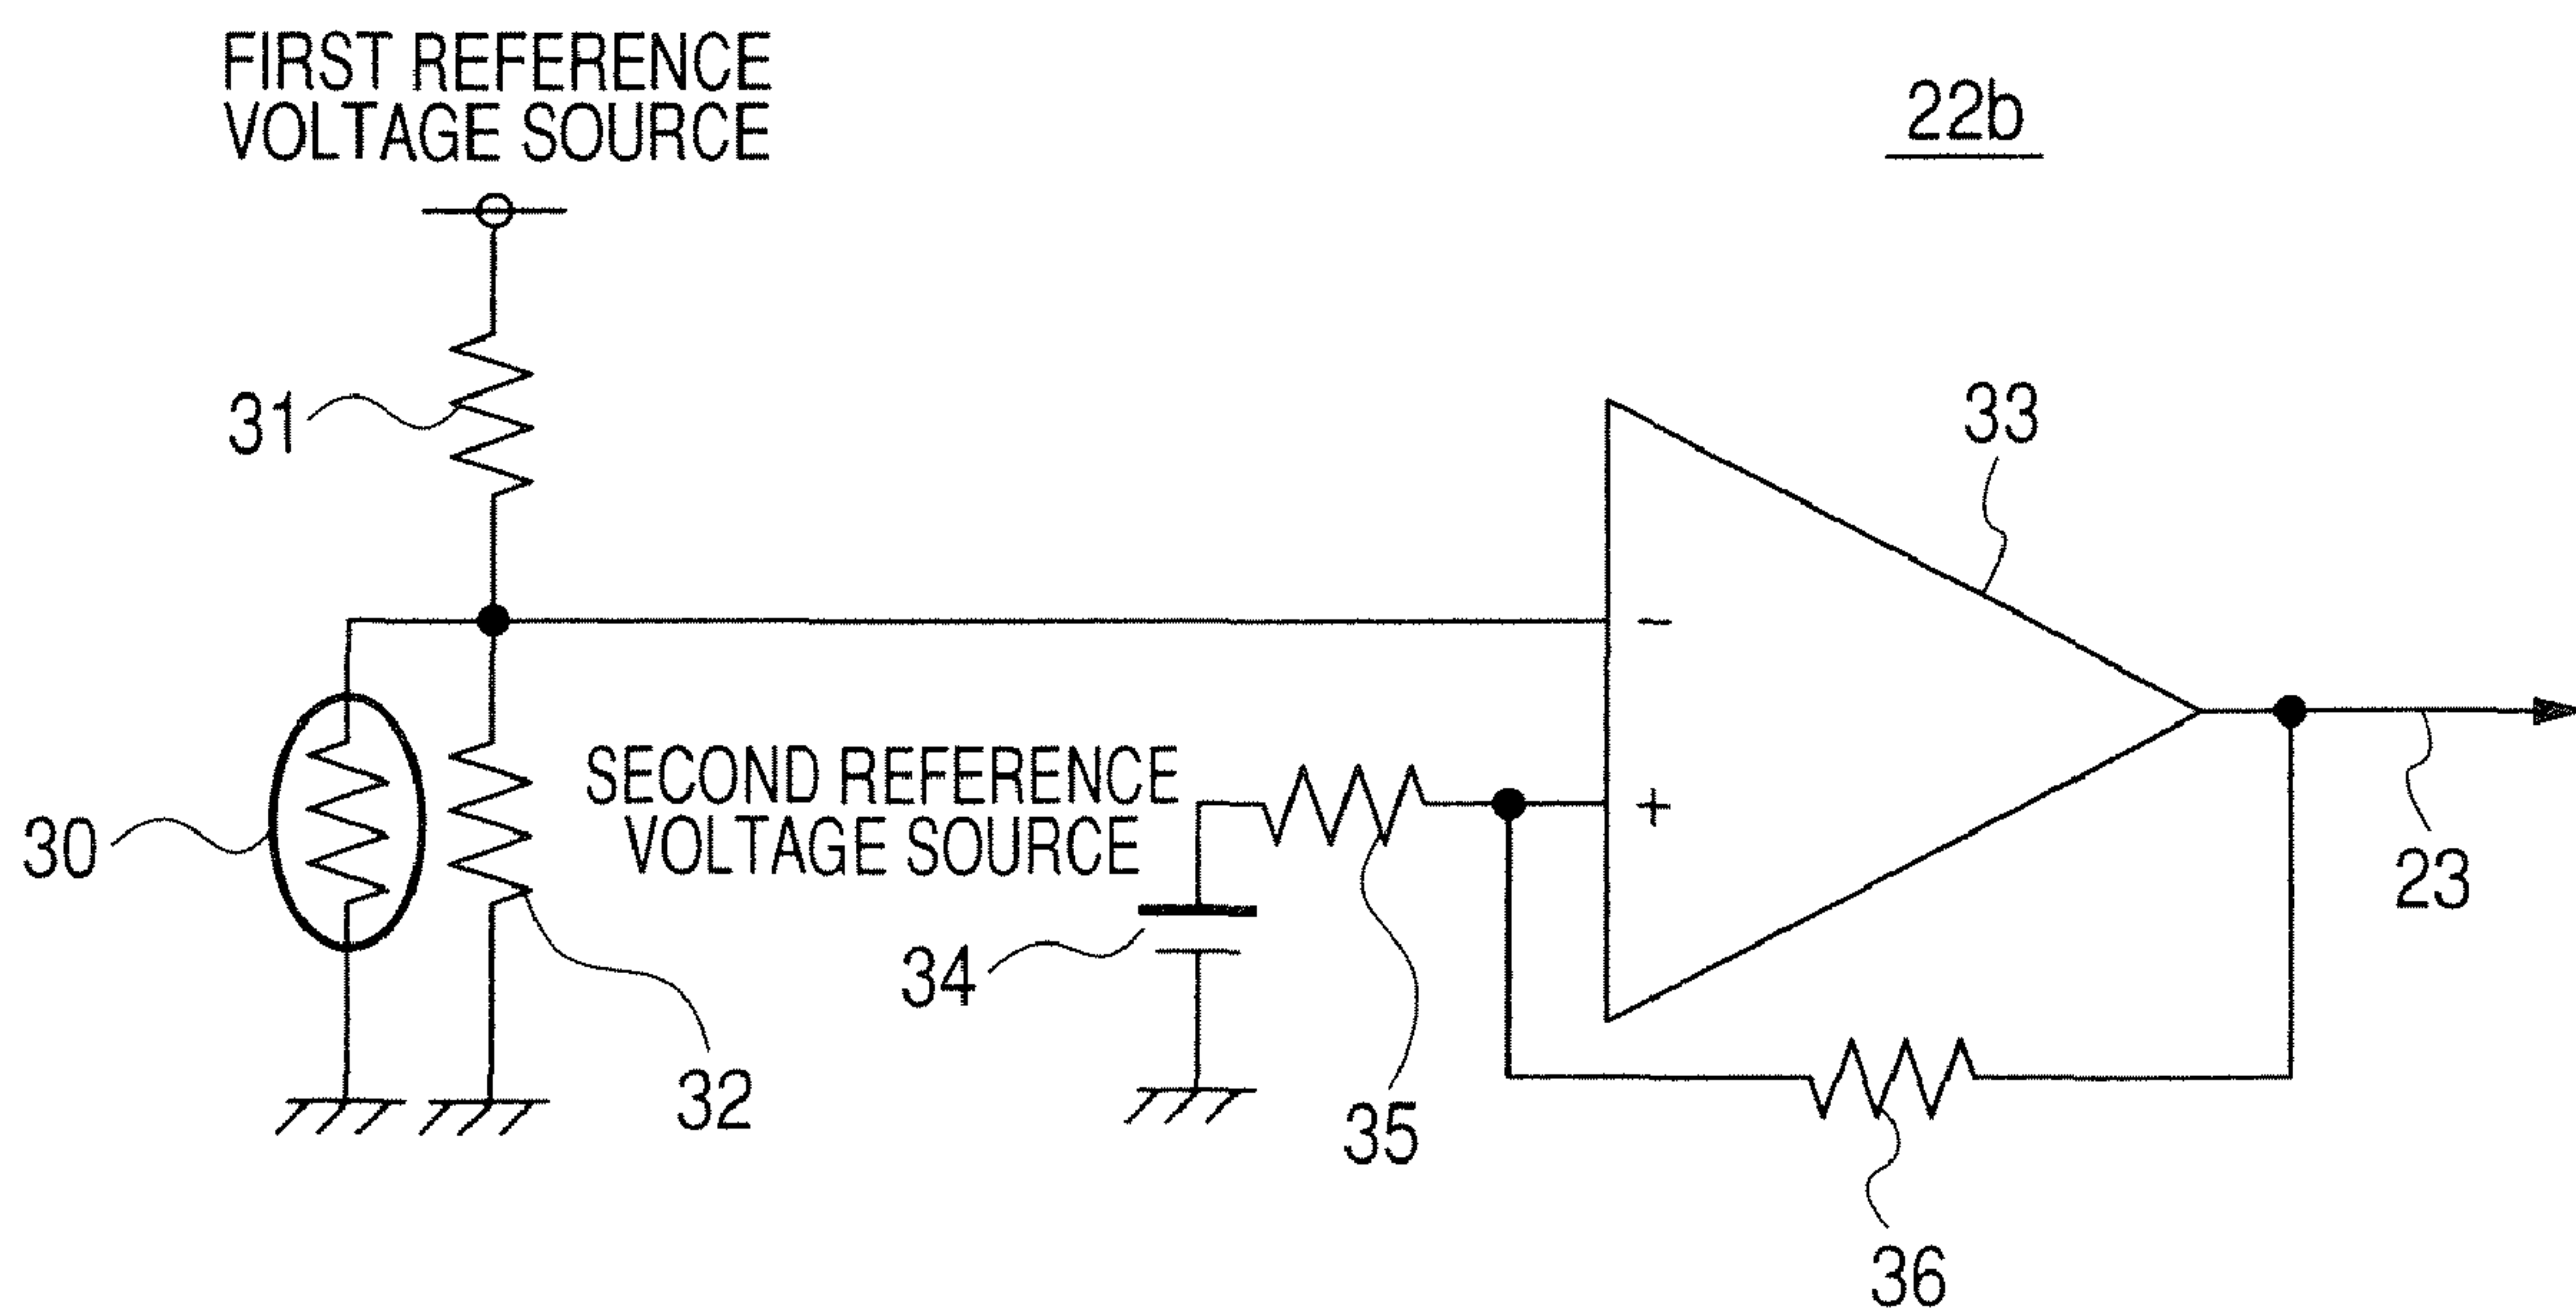 FIRST REFERENCE
VOLTAGE SOURCE
22b
31
33
-
30
SECOND REFERENCE
VOLTAGE SOURCE
+
23
34
32
35
36